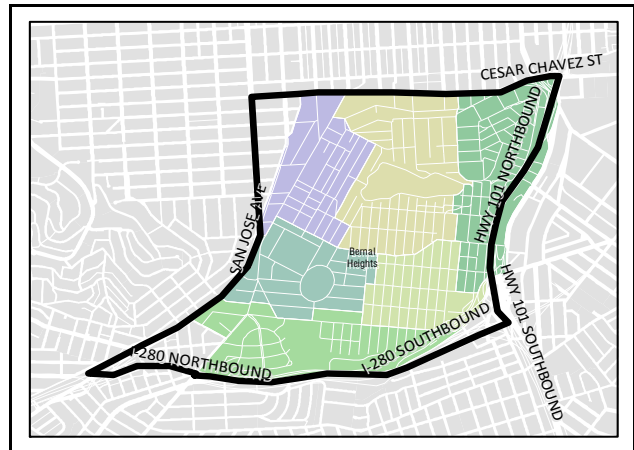 CESAR CHAVEZ ST
HWY 101 NORTHBOUND
SAN JOSE AVE
Bernal
Heights
HWY 101 SOUTHBOUND
I-280 SOUTHBOUND
I-280 NORTHBOUND